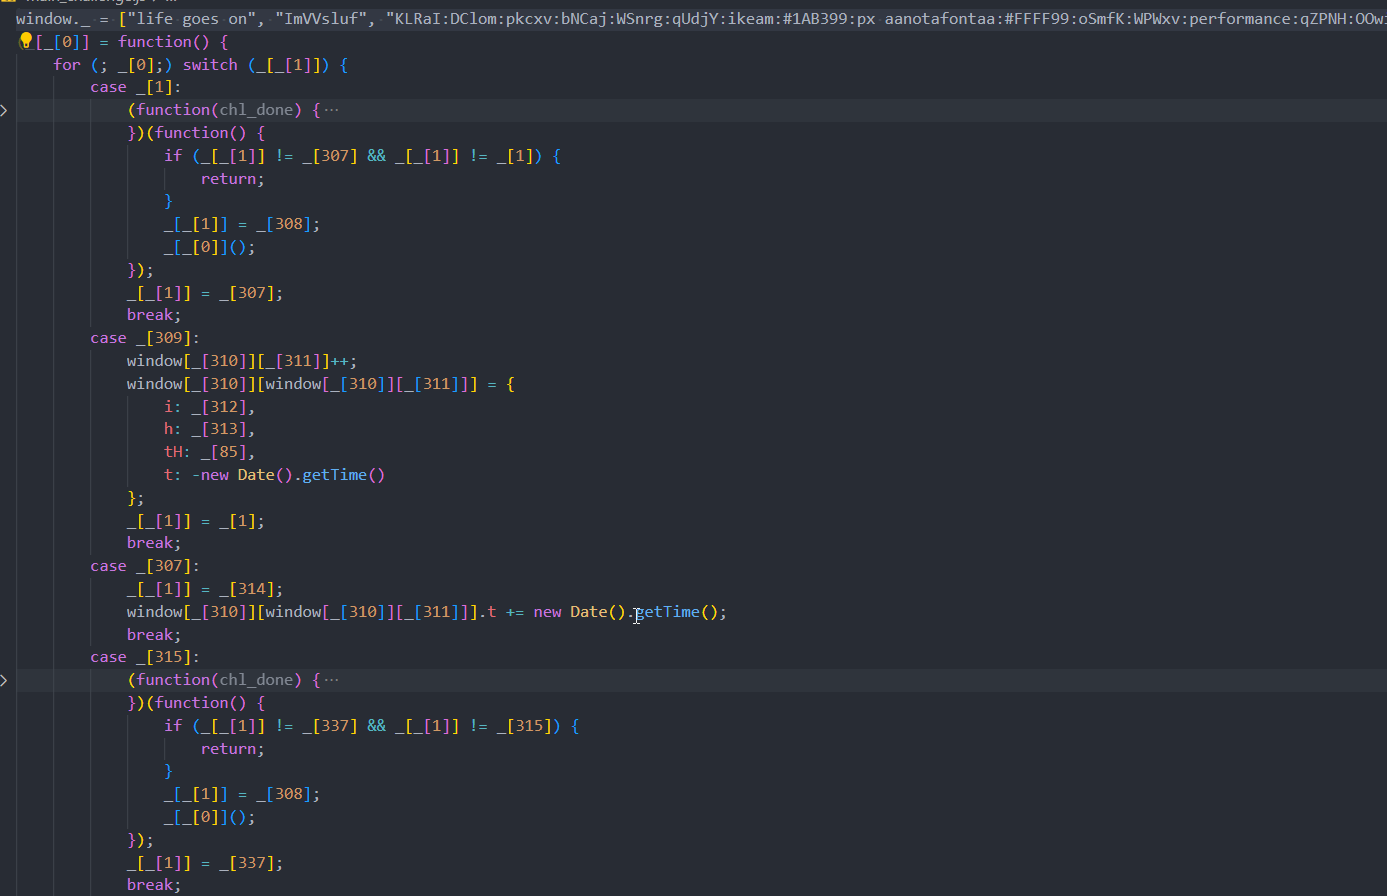 window._ = ["life goes on", "ImVVsluf", "KLRaI:DClom:pkcxv:bNCaj:WSnrg:qUdjY:ikeam:#1AB399:px aanotafontaa:#FFFF99:oSmfK:WPWxv:performance:qZPNH:OOw
[_[0]] = function() {
for (; _[0];) switch (_[_[1]]) {
case _[1]:
(function(chl_done) { ···
})(function() {
if (_[_[1]] != _[307] && _[_[1]] != _[1]) {
return;
}
_[_[1]] = _[308];
_[_[0]]();
});
_[_[1]] = _[307];
break;
case _[309]:
window[_[310]][_[311]]++;
window[_[310]][window[_[310]][_[311]]] = {
i: _[312],
h: _[313],
tH: _[85],
t: -new Date().getTime()
};
_[_[1]] = _[1];
break;
case _[307]:
_[_[1]] = _[314];
window[_[310]][window[_[310]][_[311]]].t += new Date().getTime();
break;
case _[315]:
(function(chl_done) { ···
})(function() {
if (_[_[1]] != _[337] && _[_[1]] != _[315]) {
return;
}
_[_[1]] = _[308];
_[_[0]]();
});
_[_[1]] = _[337];
break;